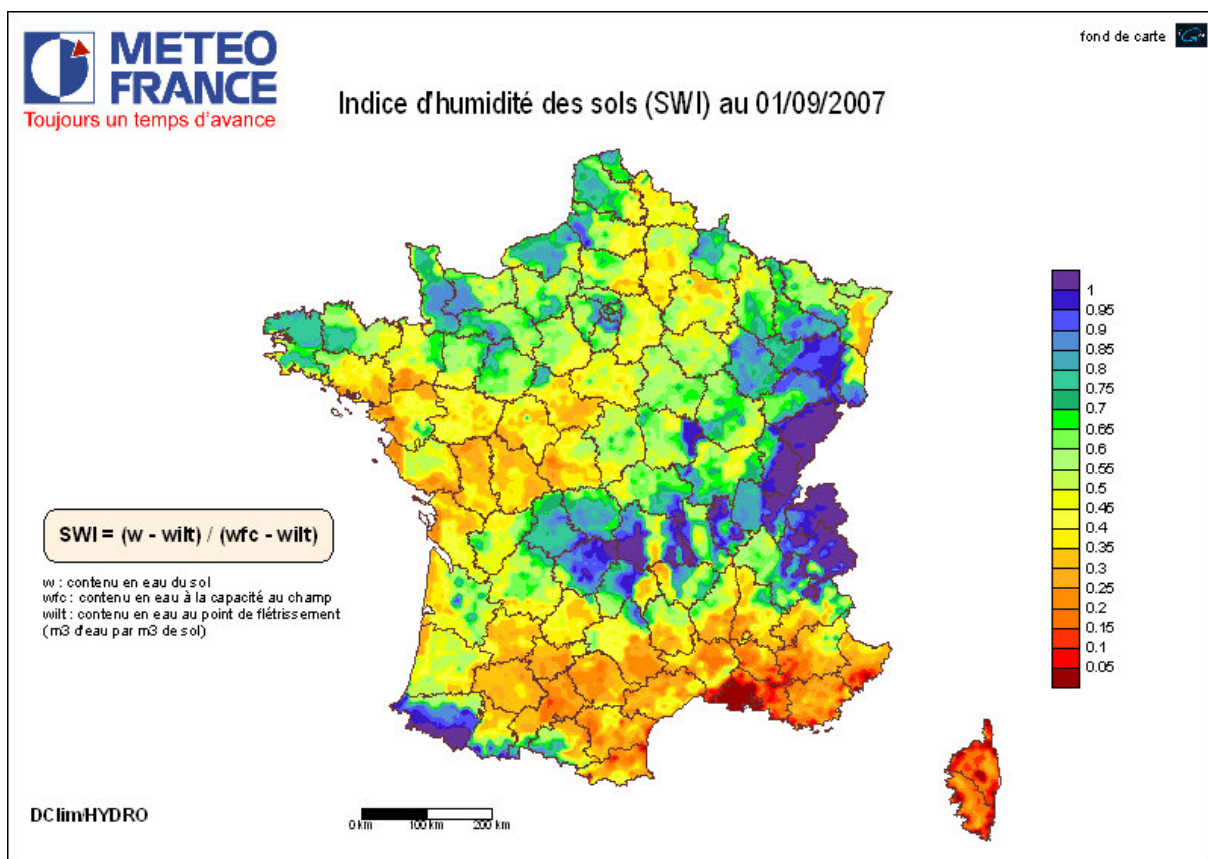 METEO
FRANCE
Toujours un temps d'avance
fond de carte
Indice d'humidité des sols (SWI) au 01/09/2007
1
0.95
0.9
0.85
0.8
0.75
0.7
0.6
0.55
0.5
0.45
0.4
0.35
0.3
0.25
0.2
0.15
0.1
0.05
SWI = (w - wilt) / (wfc - wilt)
w : contenu en eau du sol
wfc : contenu en eau à la capacité au champ
wilt : contenu en eau au point de flétrissement
(m3 d'eau par m3 de sol)
DClim/HYDRO
0 km 100 km 200 km